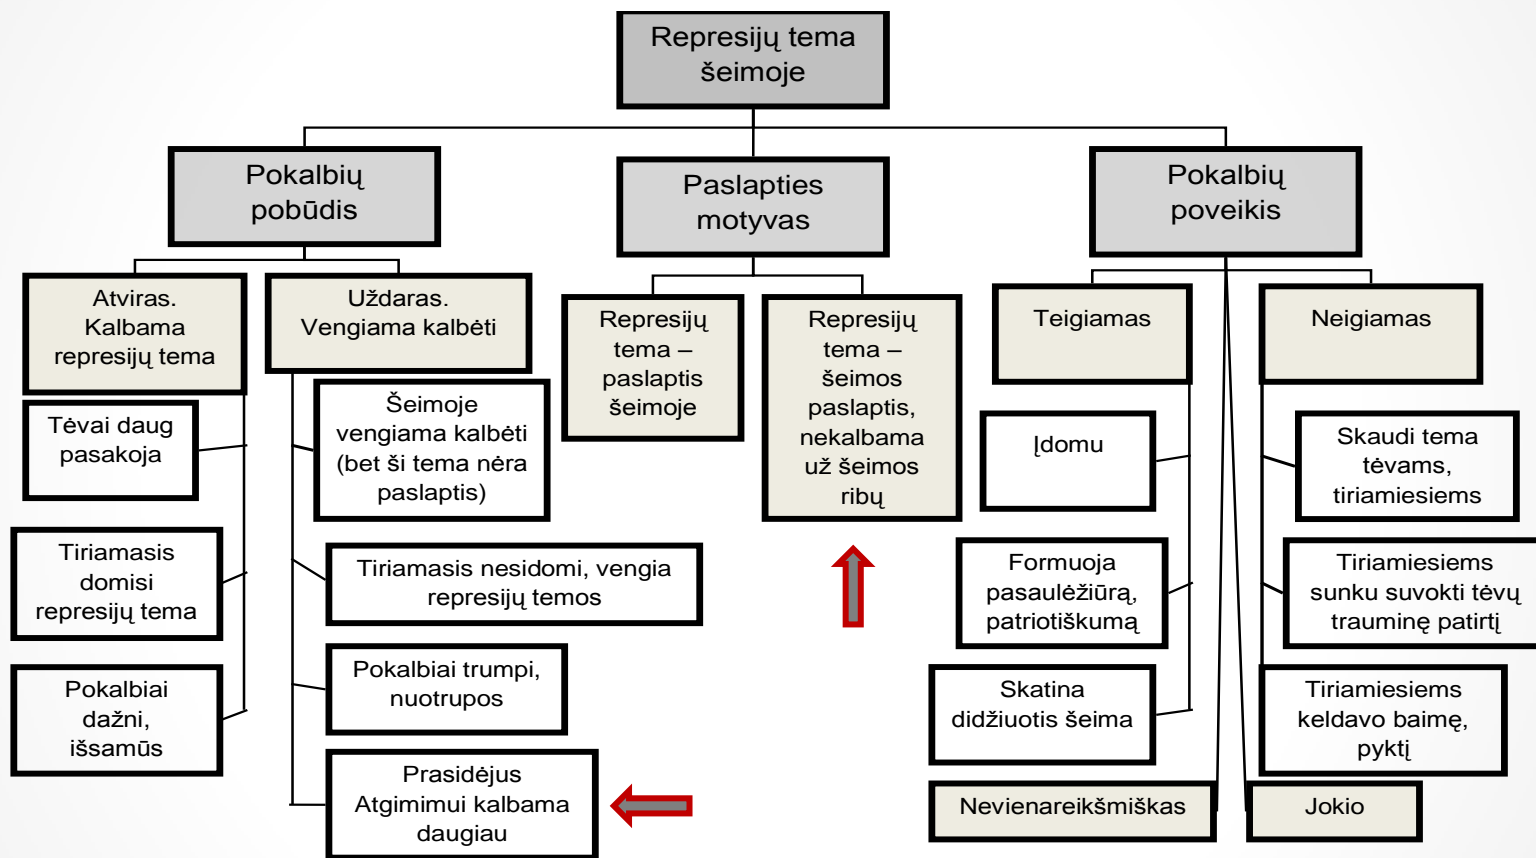 Represijų tema
šeimoje
Pokalbių
pobūdis
Paslapties
motyvas
Pokalbių
poveikis
Atviras.
Kalbama
represijų tema
Uždaras.
Vengiama kalbėti
Tėvai daug
pasakoja
Tiriamasis
domisi
represijų tema
Pokalbiai
dažni,
išsamūs
Šeimoje
vengiama kalbėti
(bet ši tema nėra
paslaptis)
Tiriamasis nesidomi, vengia
represijų temos
Pokalbiai trumpi,
nuotrupos
Prasidėjus
Atgimimui kalbama
daugiau
Represijų
tema –
paslaptis
šeimoje
Represijų
tema –
šeimos
paslaptis,
nekalbama
už šeimos
ribų
Teigiamas
Įdomu
Formuoja
pasaulėžiūrą,
patriotiškumą
Skatina
didžiuotis šeima
Neigiamas
Skaudi tema
tėvams,
tiriamiesiems
Tiriamiesiems
sunku suvokti tėvų
trauminę patirtį
Tiriamiesiems
keldavo baimę,
pyktį
Nevienareikšmiškas
Jokio